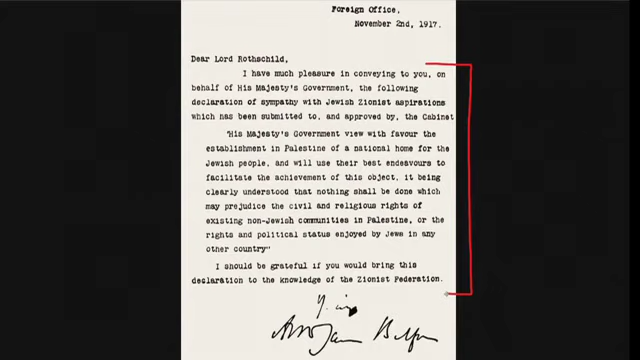 Foreign Office,
November 2nd, 1917.
Dear Lord Rothschild,
I have much pleasure in conveying to you, on
behalf of His Majesty's Government, the following
declaration of sympathy with Jewish Zionist aspirations
which has been submitted to, and approved by, the Cabinet
"His Majesty's Government view with favour the
establishment in Palestine of a national home for the
Jewish people, and will use their best endeavours to
facilitate the achievement of this object, it being
clearly understood that nothing shall be done which
may prejudice the civil and religious rights of
existing non-Jewish communities in Palestine, or the
rights and political status enjoyed by Jews in any
other country"
I should be grateful if you would bring this
declaration to the knowledge of the Zionist Federation.